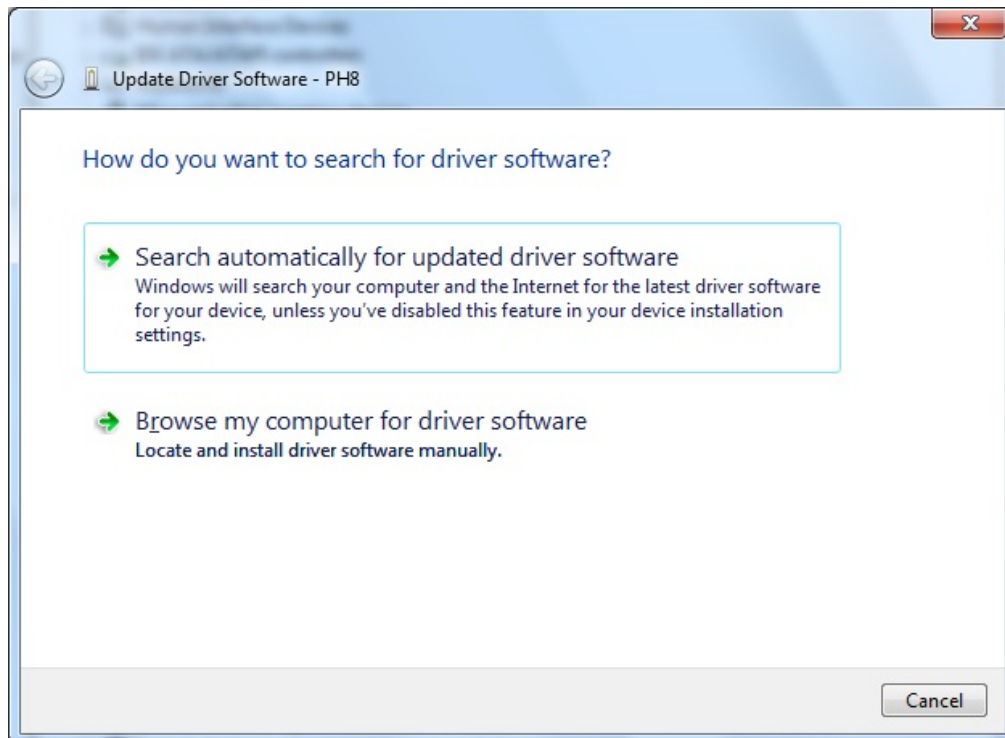 Update Driver Software - PH8
How do you want to search for driver software?
Search automatically for updated driver software
Windows will search your computer and the Internet for the latest driver software
for your device, unless you've disabled this feature in your device installation
settings.
Browse my computer for driver software
Locate and install driver software manually.
Cancel